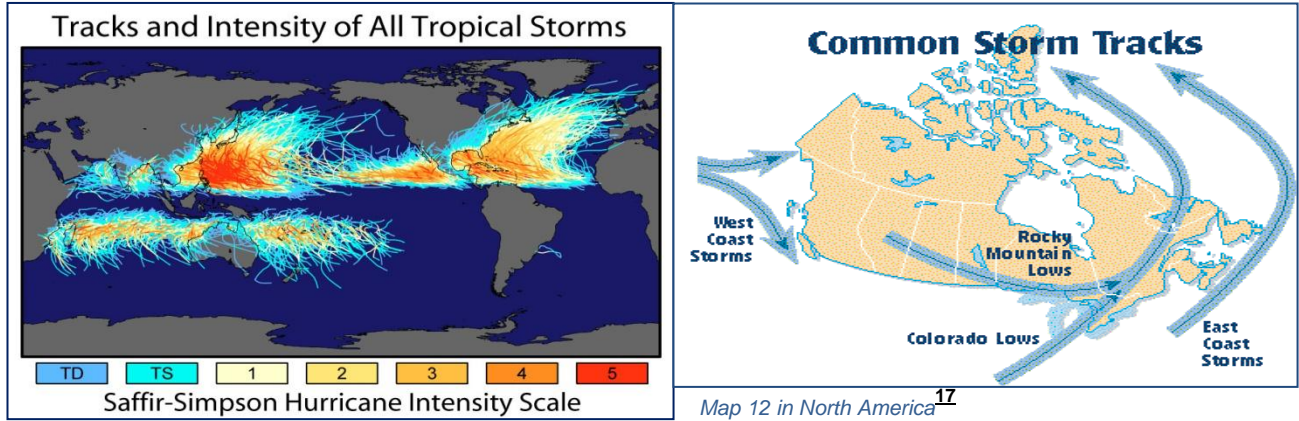 Tracks and Intensity of All Tropical Storms
TD TS 1 2 3 4 5
Saffir-Simpson Hurricane Intensity Scale
Common Storm Tracks
West
Coast
Storms
Rocky
Mountain
Lows
Colorado Lows
East
Coast
Storms
Map 12 in North America17